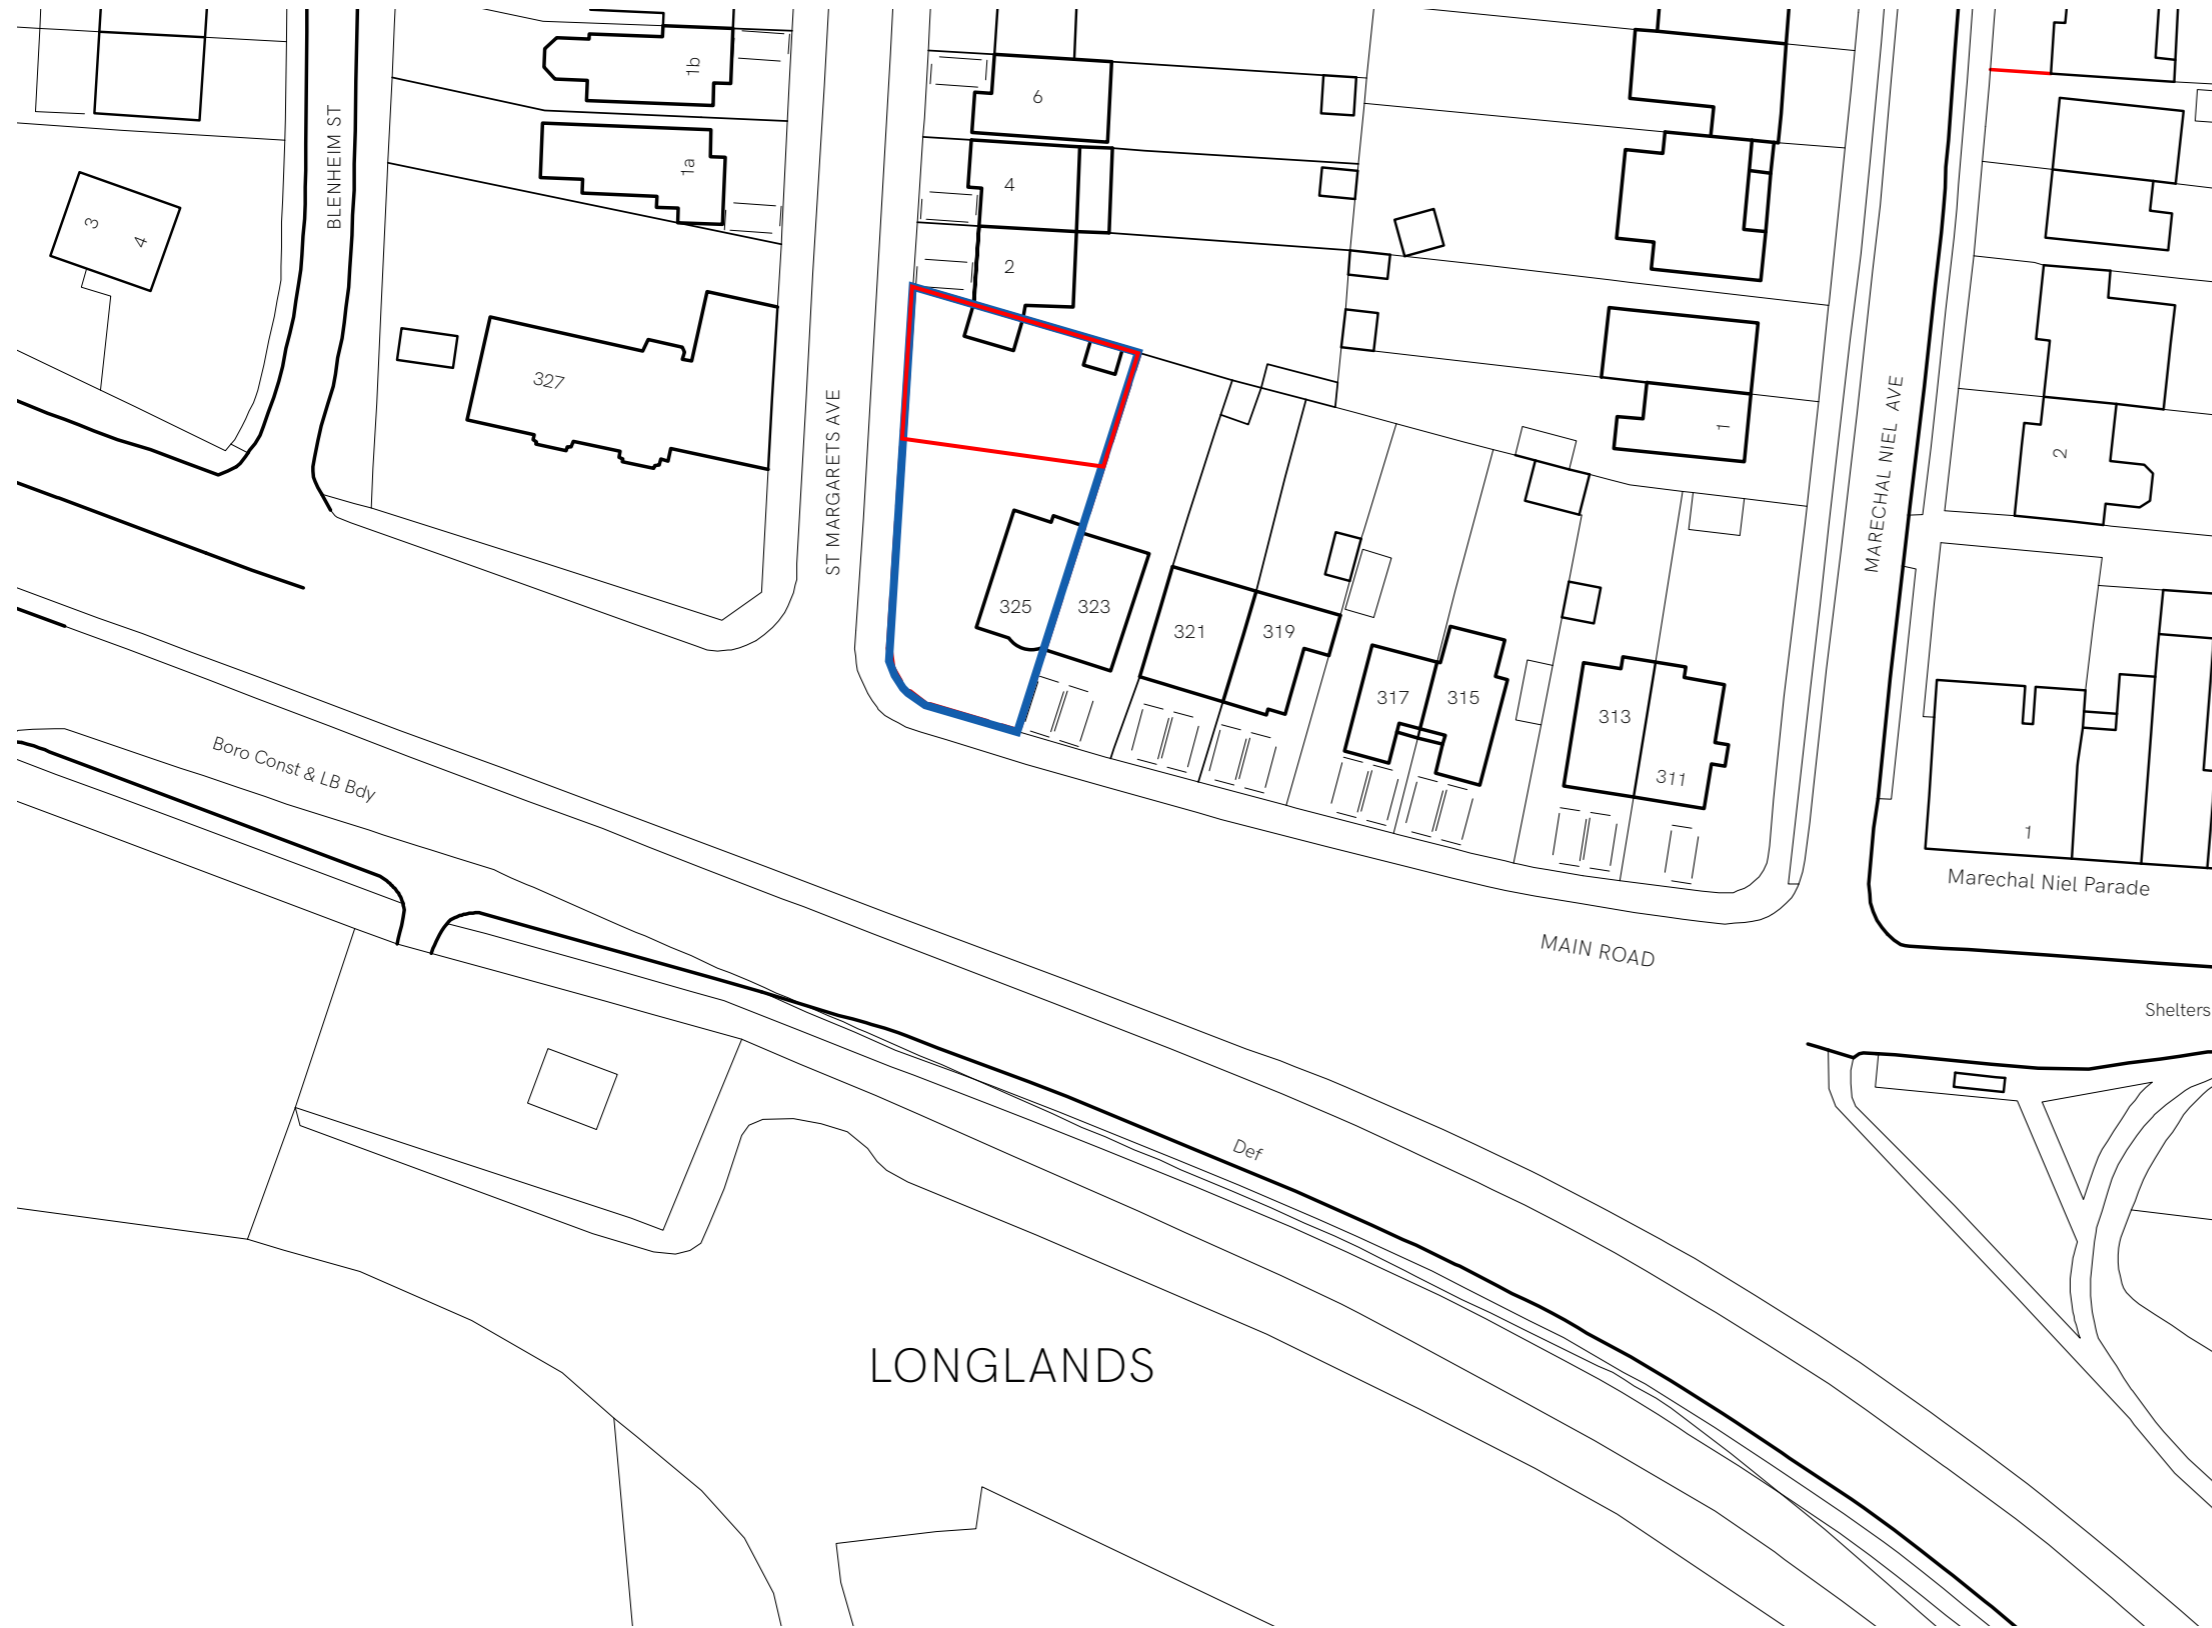 1b
6
BLENHEIM ST
1a
4
3
4
2
327
ST MARGARETS AVE
1
MARECHAL NIEL AVE
2
325
323
321
319
317
315
313
311
1
Boro Const & LB Bdy
Marechal Niel Parade
MAIN ROAD
Shelters
Def
LONGLANDS